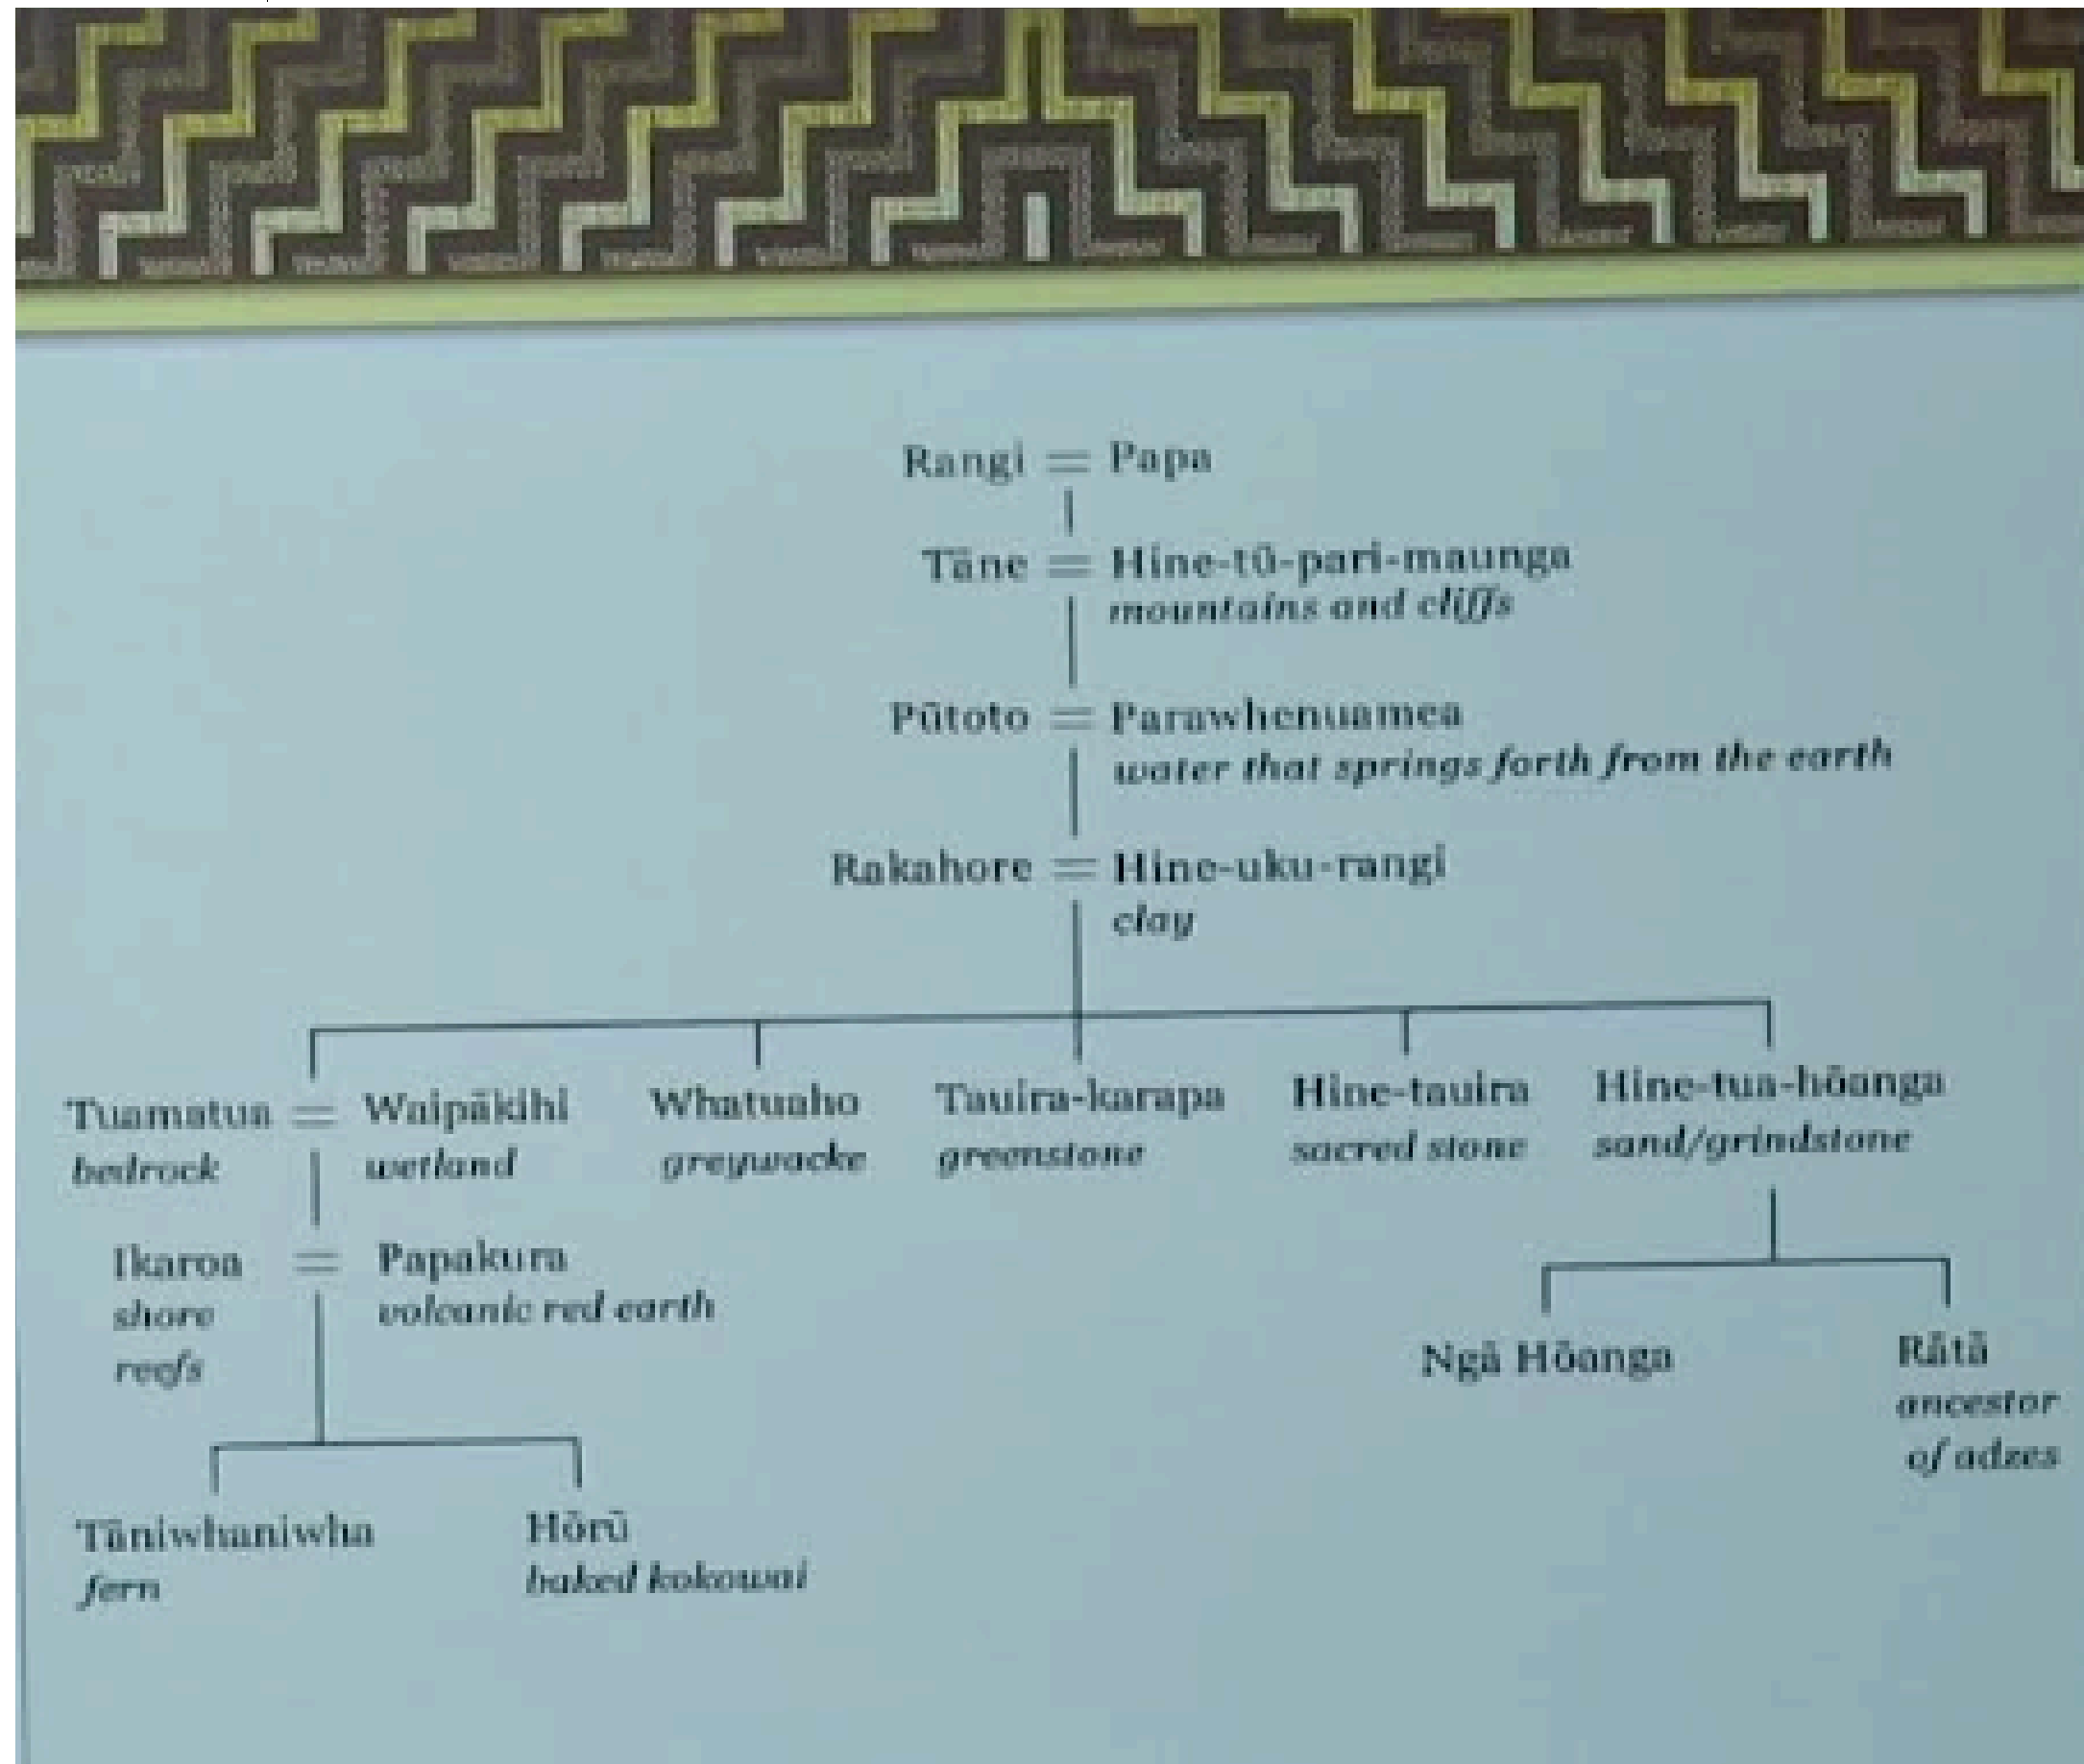 Rangi = Papa
Tāne = Hine-tū-pari-maunga
mountains and cliffs
Pūtoto = Parawhenuamea
water that springs forth from the earth
Rakahore = Hine-uku-rangi
clay
Tuamatua = Waipākihi Whatuaho Tauira-karapa Hine-tauira Hine-tua-hōanga
bedrock wetland greywacke greenstone sacred stone sand/grindstone
Ikaroa = Papakura
shore volcanic red earth
reefs
Ngā Hōanga Rātā
ancestor
of adzes
Tāniwhaniwha Hōrū
fern baked kokowai